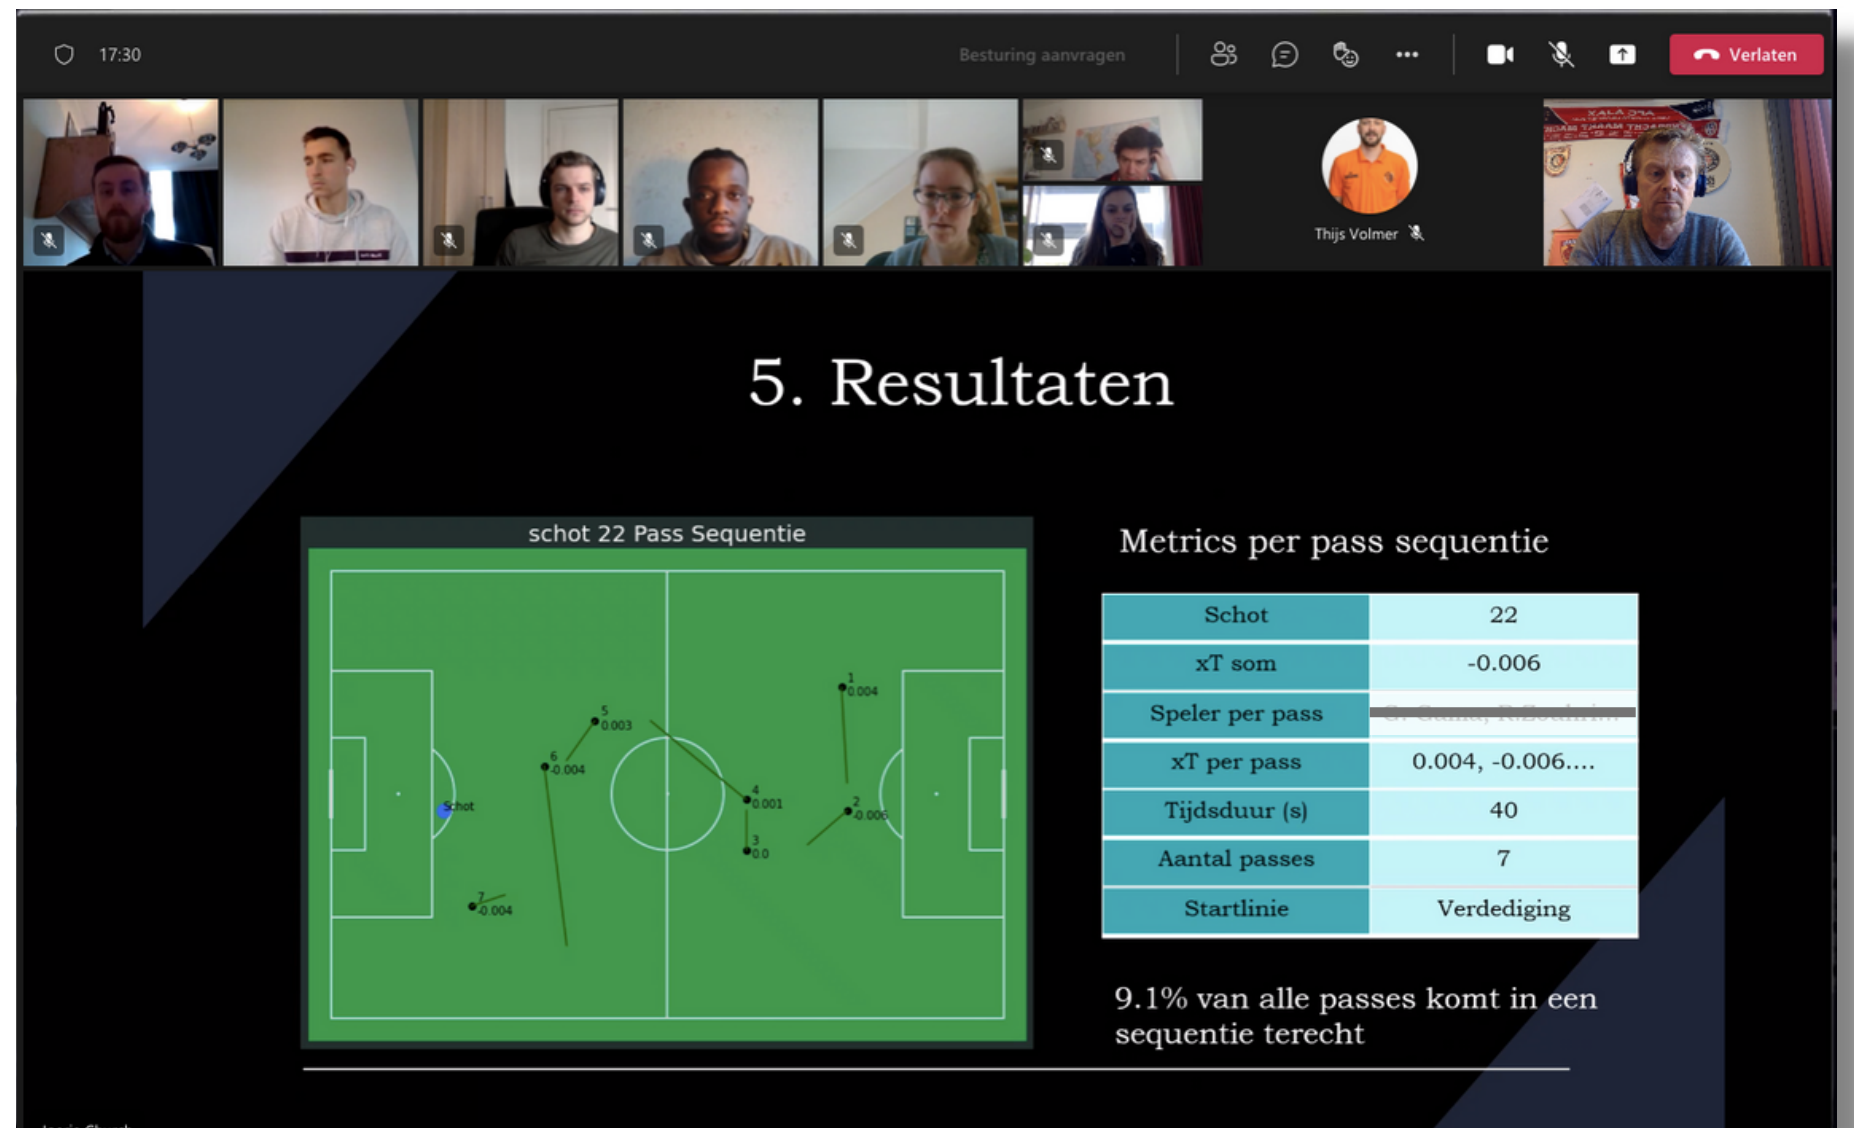 17:30
Besturing aanvragen
Verlaten
Thijs Volmer
5. Resultaten
schot 22 Pass Sequentie
1
0.004
5
0.003
6
-0.004
4
0.001
2
-0.006
Schot
3
0.0
7
-0.004
Metrics per pass sequentie
Schot 22
xT som -0.006
Speler per pass
xT per pass 0.004, -0.006....
Tijdsduur (s) 40
Aantal passes 7
Startlinie Verdediging
9.1% van alle passes komt in een
sequentie terecht